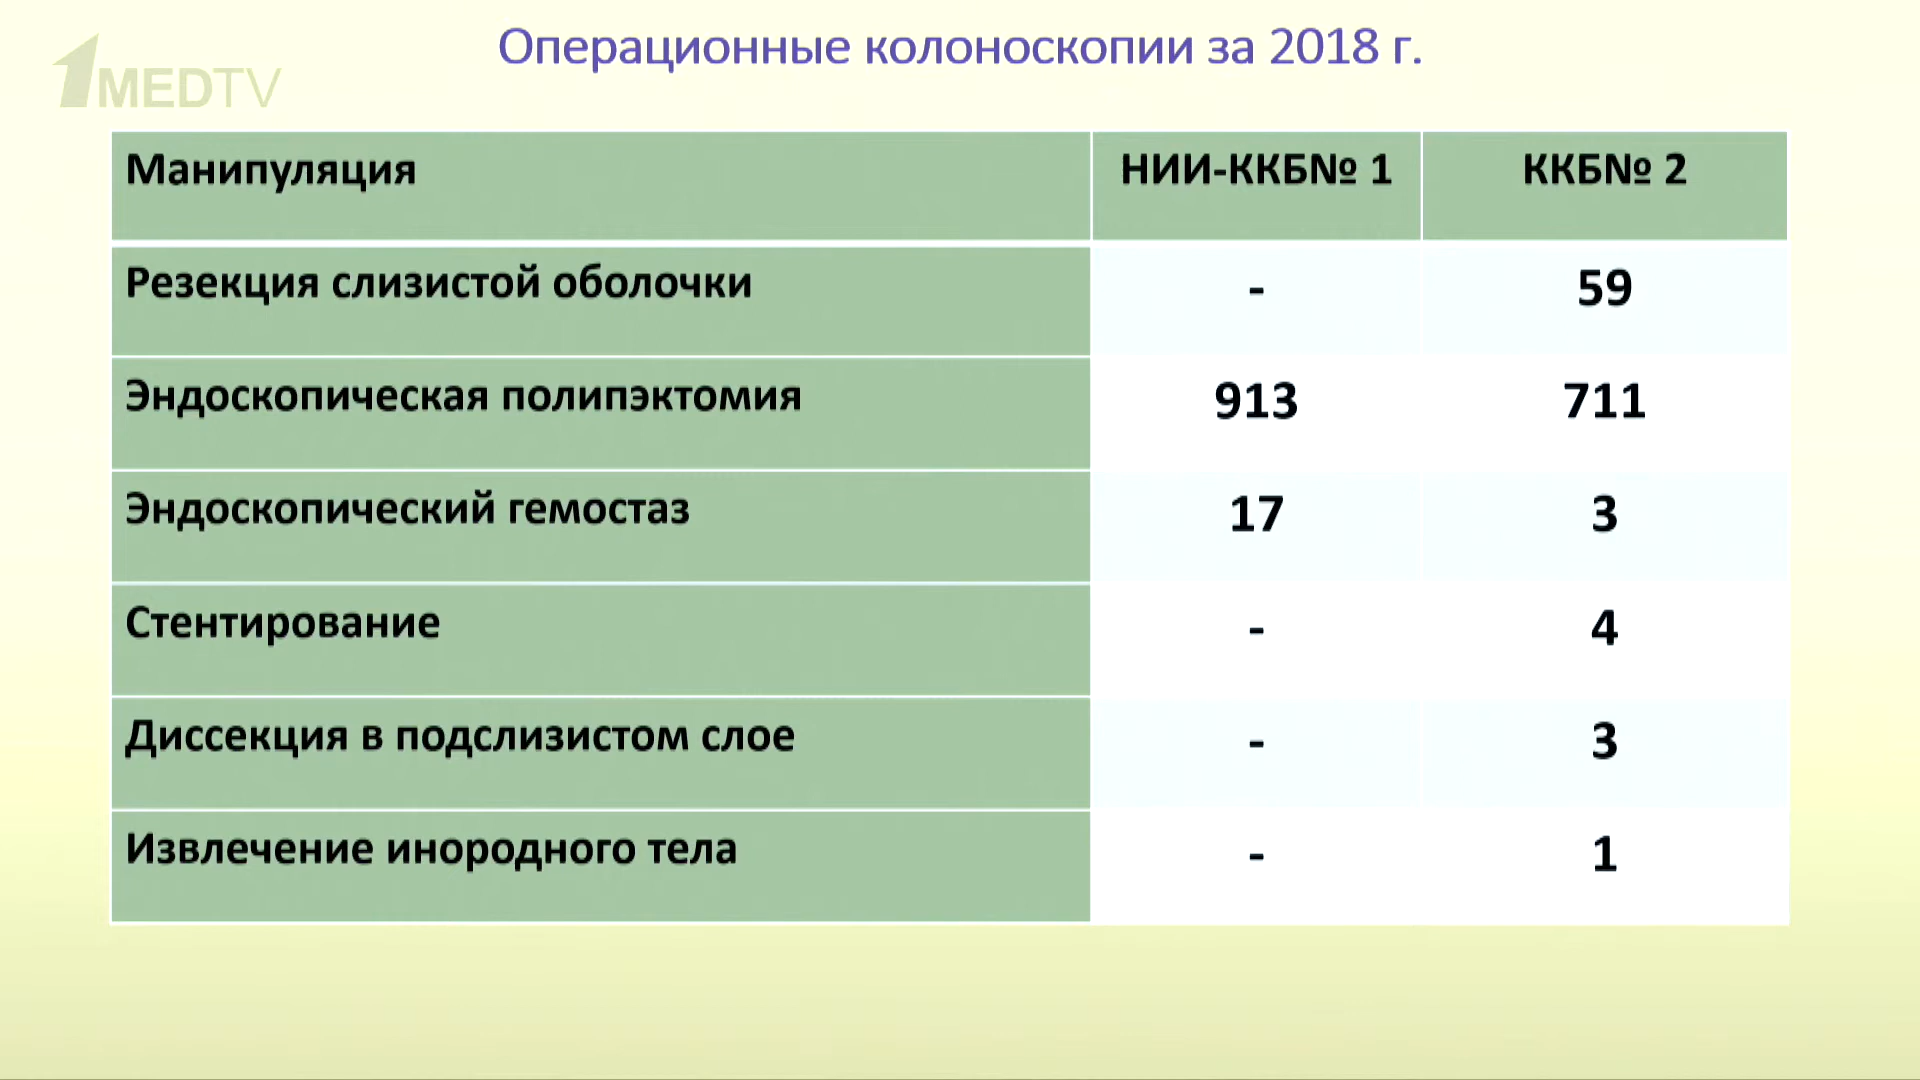 Операционные колоноскопии за 2018 г.
1MEDTV
Манипуляция НИИ-ККБ№ 1 ККБ№ 2
Резекция слизистой оболочки - 59
Эндоскопическая полипэктомия 913 711
Эндоскопический гемостаз 17 3
Стентирование - 4
Диссекция в подслизистом слое - 3
Извлечение инородного тела - 1